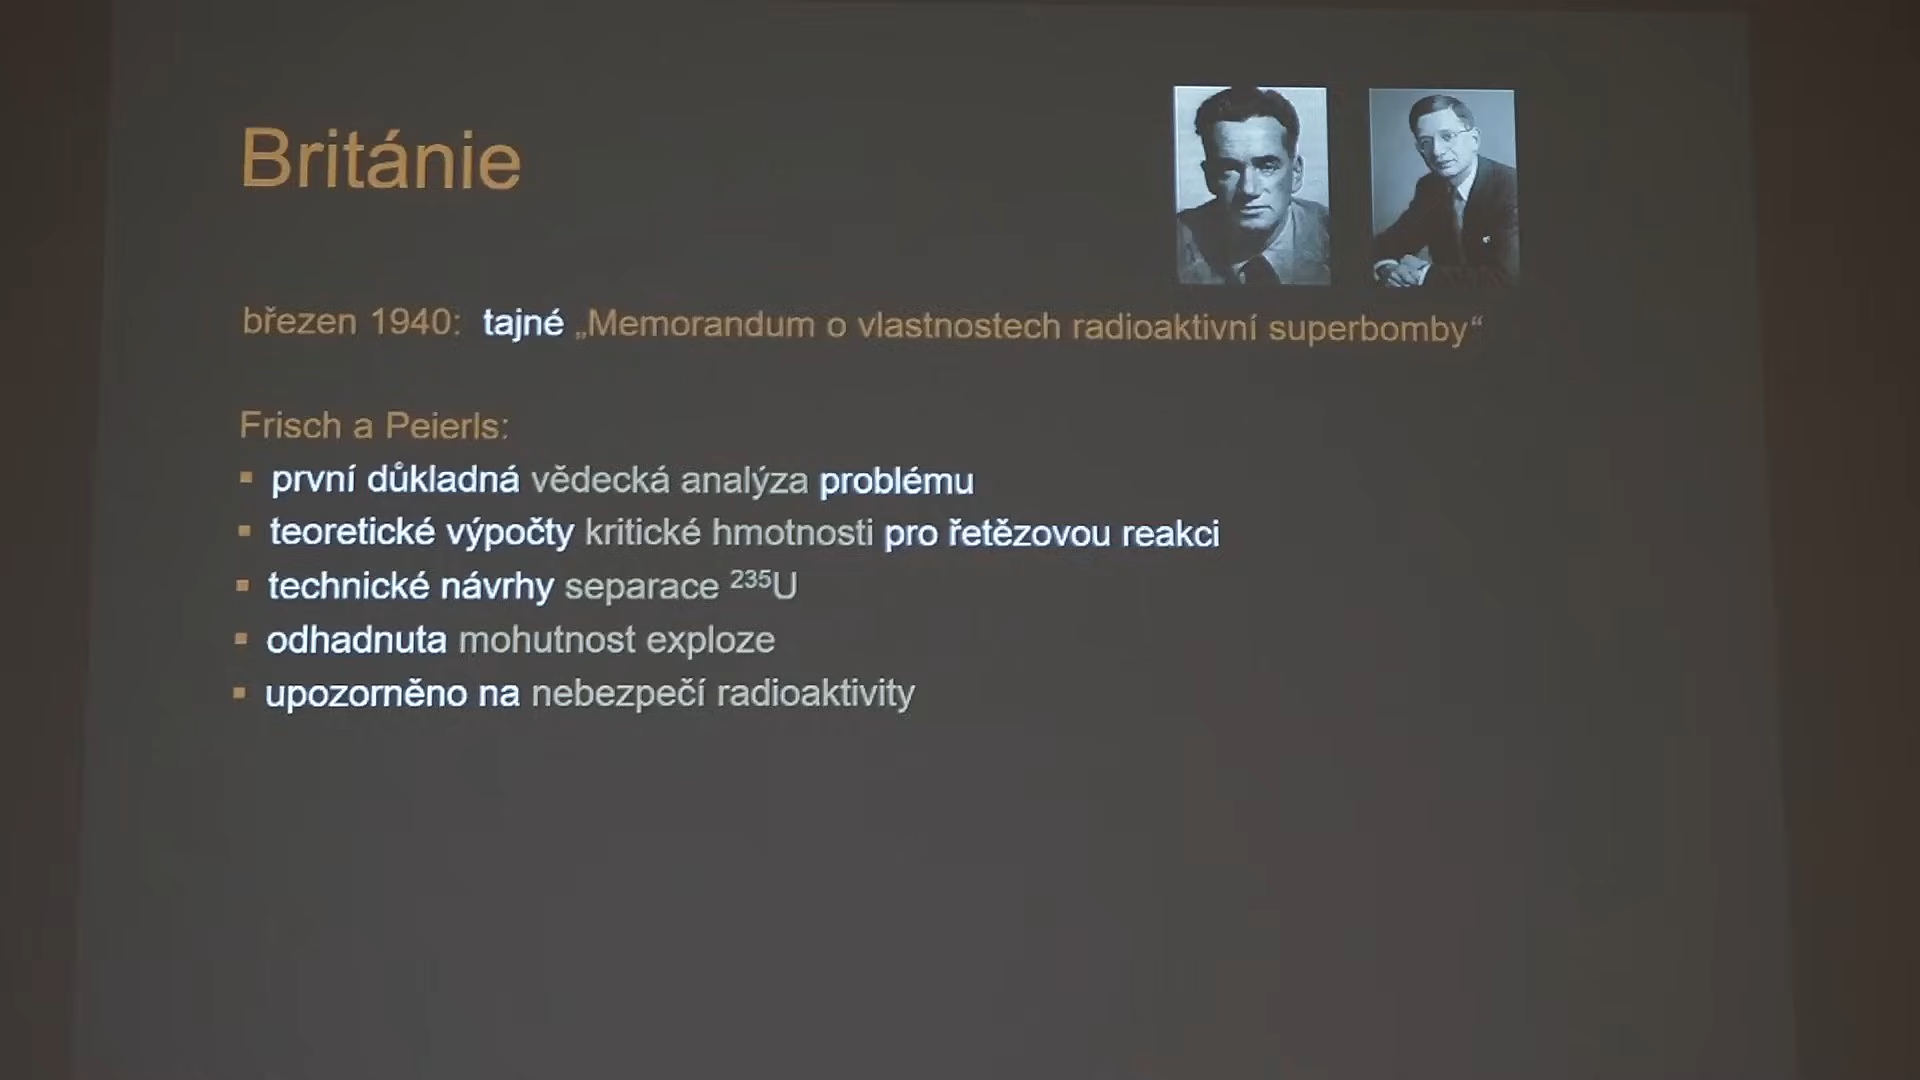 Británie
březen 1940: tajné „Memorandum o vlastnostech radioaktivní superbomby“
Frisch a Peierls:
▪ první důkladná vědecká analýza problému
▪ teoretické výpočty kritické hmotnosti pro řetězovou reakci
▪ technické návrhy separace ²³⁵U
▪ odhadnuta mohutnost exploze
▪ upozorněno na nebezpečí radioaktivity